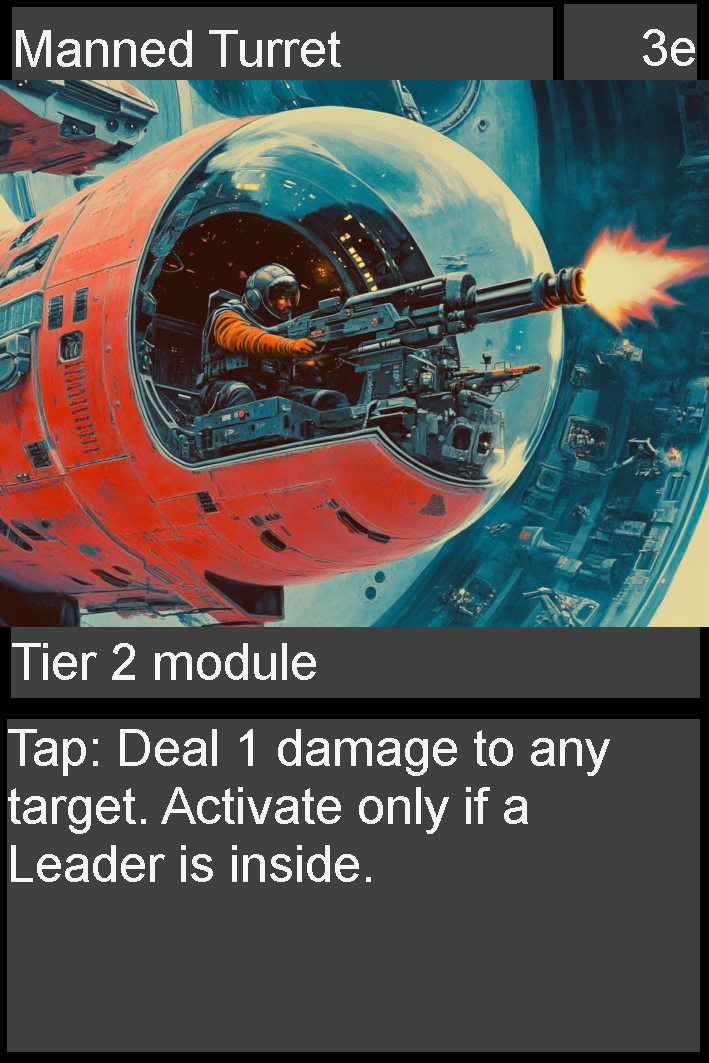 Manned Turret 3e
Tier 2 module
Tap: Deal 1 damage to any
target. Activate only if a
Leader is inside.